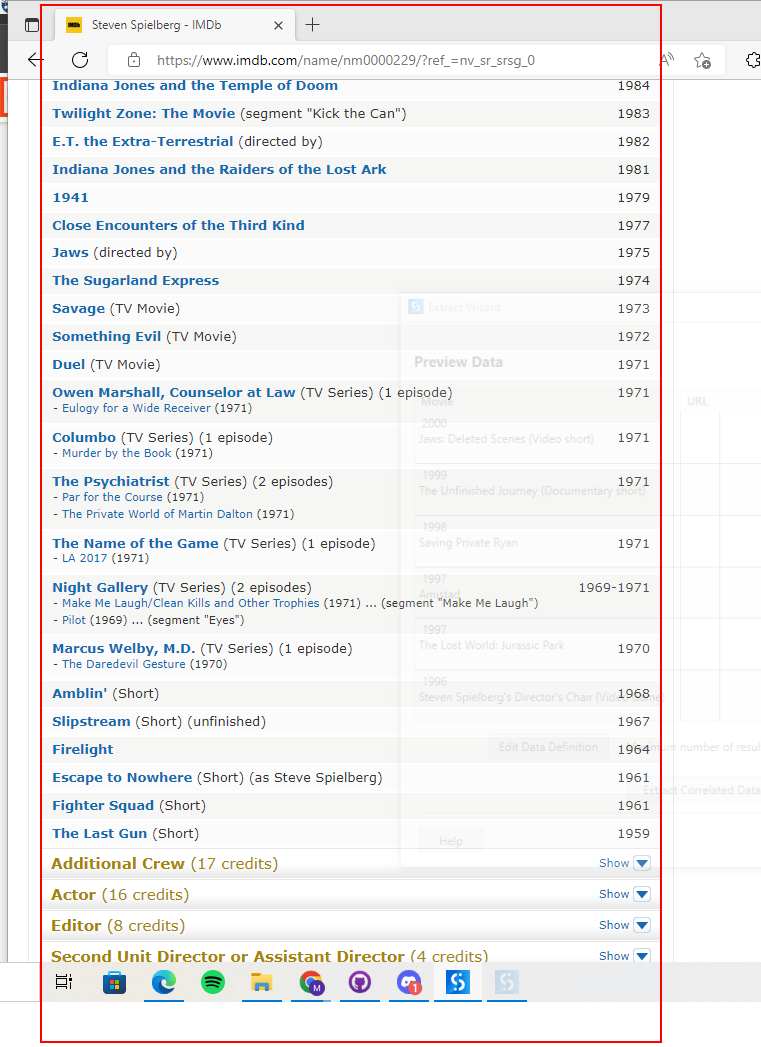 Steven Spielberg - IMDb
https://www.imdb.com/name/nm0000229/?ref_=nv_sr_srsg_0
Indiana Jones and the Temple of Doom 1984
Twilight Zone: The Movie (segment "Kick the Can") 1983
E.T. the Extra-Terrestrial (directed by) 1982
Indiana Jones and the Raiders of the Lost Ark 1981
1941 1979
Close Encounters of the Third Kind 1977
Jaws (directed by) 1975
The Sugarland Express 1974
Savage (TV Movie) 1973
Extract Wizard
Something Evil (TV Movie) 1972
Duel (TV Movie) 1971
Preview Data
Owen Marshall, Counselor at Law (TV Series) (1 episode) 1971
Movie URL
- Eulogy for a Wide Receiver (1971)
2000
Columbo (TV Series) (1 episode) 1971
Jaws: Deleted Scenes (Video short)
- Murder by the Book (1971)
1999
The Psychiatrist (TV Series) (2 episodes) 1971
The Unfinished Journey (Documentary short)
- Par for the Course (1971)
- The Private World of Martin Dalton (1971)
1998
The Name of the Game (TV Series) (1 episode) 1971
Saving Private Ryan
- LA 2017 (1971)
1997
Night Gallery (TV Series) (2 episodes) 1969-1971
Amistad
- Make Me Laugh/Clean Kills and Other Trophies (1971) ... (segment "Make Me Laugh")
- Pilot (1969) ... (segment "Eyes")
1997
Marcus Welby, M.D. (TV Series) (1 episode) 1970
The Lost World: Jurassic Park
- The Daredevil Gesture (1970)
1996
Amblin' (Short) 1968
Steven Spielberg's Director's Chair (Video Game)
Slipstream (Short) (unfinished) 1967
Firelight 1964
Edit Data Definition Maximum number of resul
Escape to Nowhere (Short) (as Steve Spielberg) 1961
Extract Correlated Data
Fighter Squad (Short) 1961
The Last Gun (Short) 1959
Help
Additional Crew (17 credits) Show
Actor (16 credits) Show
Editor (8 credits) Show
Second Unit Director or Assistant Director (4 credits) Show
M
1